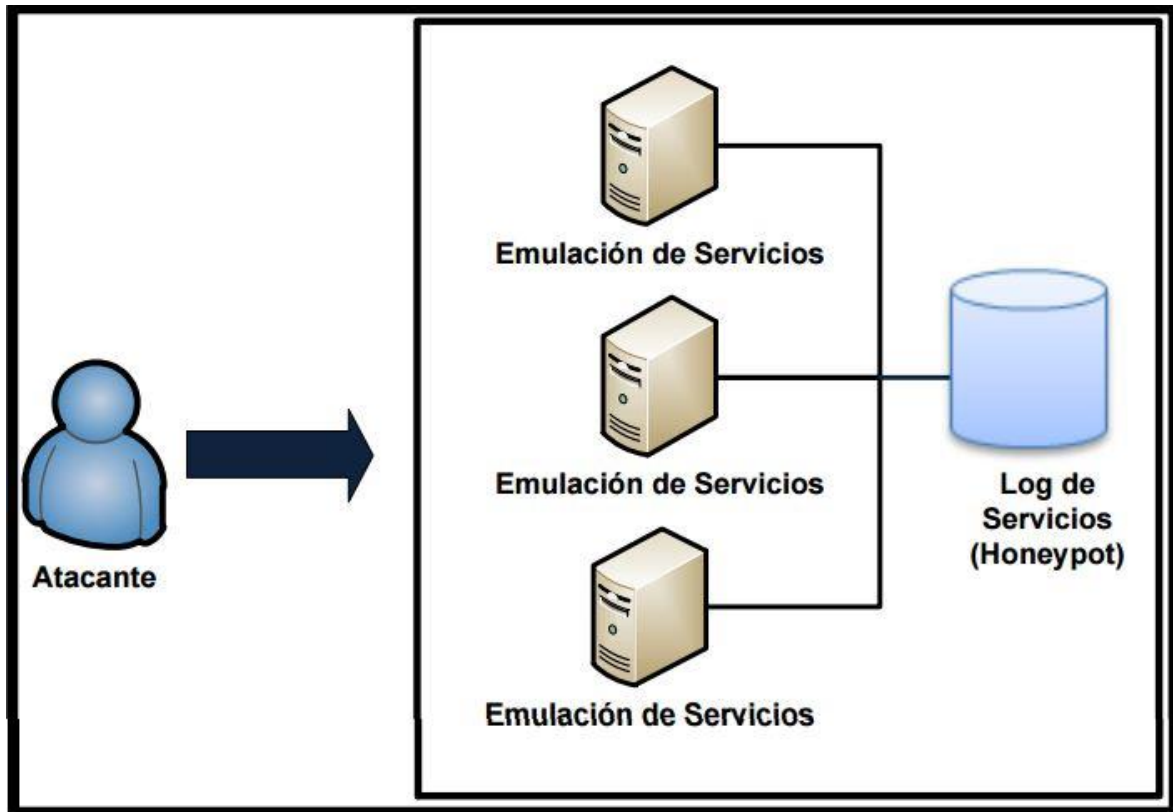 Emulación de Servicios
Emulación de Servicios
Atacante
Log de
Servicios
(Honeypot)
Emulación de Servicios